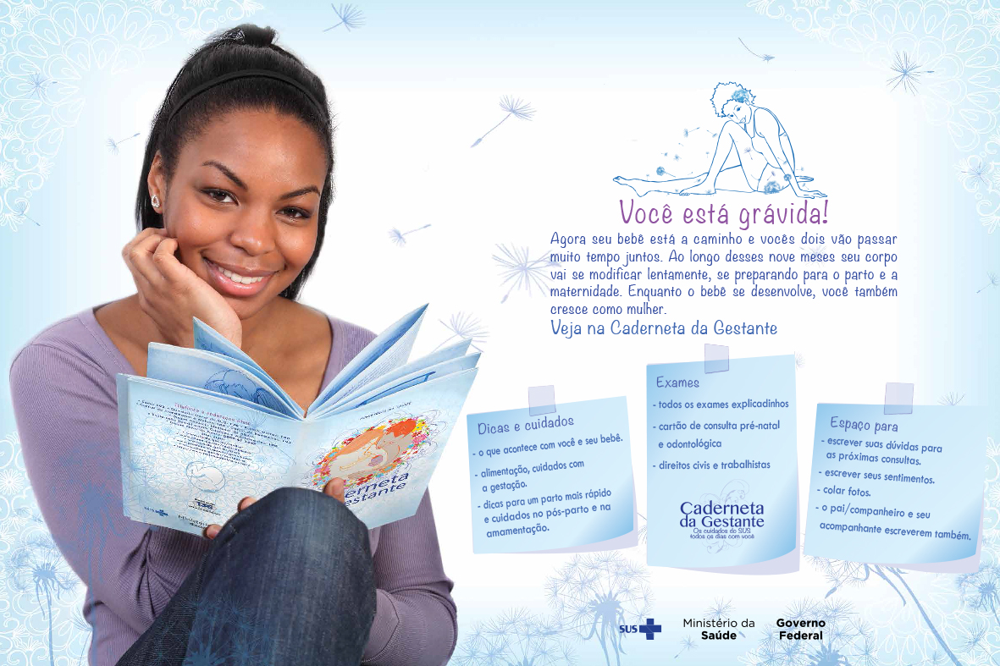 Você está grávida!
Agora seu bebê está a caminho e vocês dois vão passar
muito tempo juntos. Ao longo desses nove meses seu corpo
vai se modificar lentamente, se preparando para o parto e a
maternidade. Enquanto o bebê se desenvolve, você também
cresce como mulher.
Veja na Caderneta da Gestante
Dicas e cuidados
- o que acontece com você e seu bebê.
- alimentação, cuidados com
a gestação.
- dicas para um parto mais rápido
e cuidados no pós-parto e na
amamentação.
Exames
- todos os exames explicadinhos
- cartão de consulta pré-natal
e odontológica
- direitos civis e trabalhistas
Caderneta
da Gestante
Os cuidados do SUS
todos os dias com você
Espaço para
- escrever suas dúvidas para
as próximas consultas.
- escrever seus sentimentos.
- colar fotos.
- o pai/companheiro e seu
acompanhante escreverem também.
erneta
estante
SUS
SUS
Ministério da
Saúde
Governo
Federal